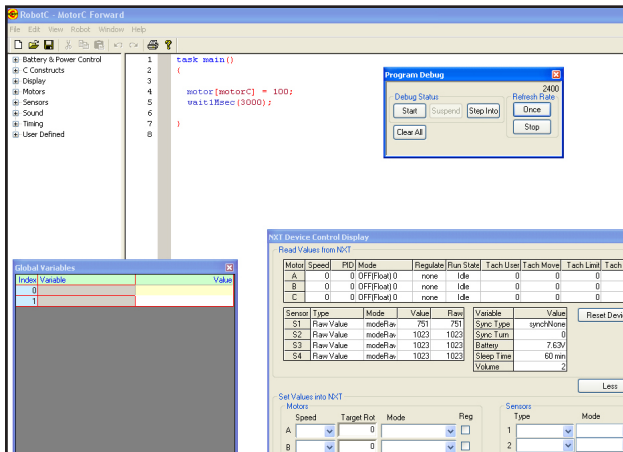 RobotC - MotorC Forward
File Edit View Robot Window Help
Battery & Power Control
C Constructs
Display
Motors
Sensors
Sound
Timing
User Defined
1 task main()
2 {
3
4 motor[motorC] = 100;
5 wait1Msec(3000);
6
7 }
8
Program Debug
2400
Debug Status
Refresh Rate
Start Suspend Step Into
Once
Clear All
Stop
Global Variables
Index Variable Value
0
1
NXT Device Control Display
Read Values from NXT
Motor Speed PID Mode Regulate Run State Tach User Tach Move Tach Limit Tach
A 0 0 OFF(Float) 0 none Idle 0 0 0
B 0 0 OFF(Float) 0 none Idle 0 0 0
C 0 0 OFF(Float) 0 none Idle 0 0 0
Sensor Type Mode Value Raw
S1 Raw Value modeRav 751 751
S2 Raw Value modeRav 1023 1023
S3 Raw Value modeRav 1023 1023
S4 Raw Value modeRav 1023 1023
Variable Value
Sync Type synchNone
Sync Turn 0
Battery 7.63V
Sleep Time 60 min
Volume 2
Reset Devi
Less
Set Values into NXT
Motors
Speed Target Rot Mode Reg
A 0
B 0
Sensors
Type Mode
1
2